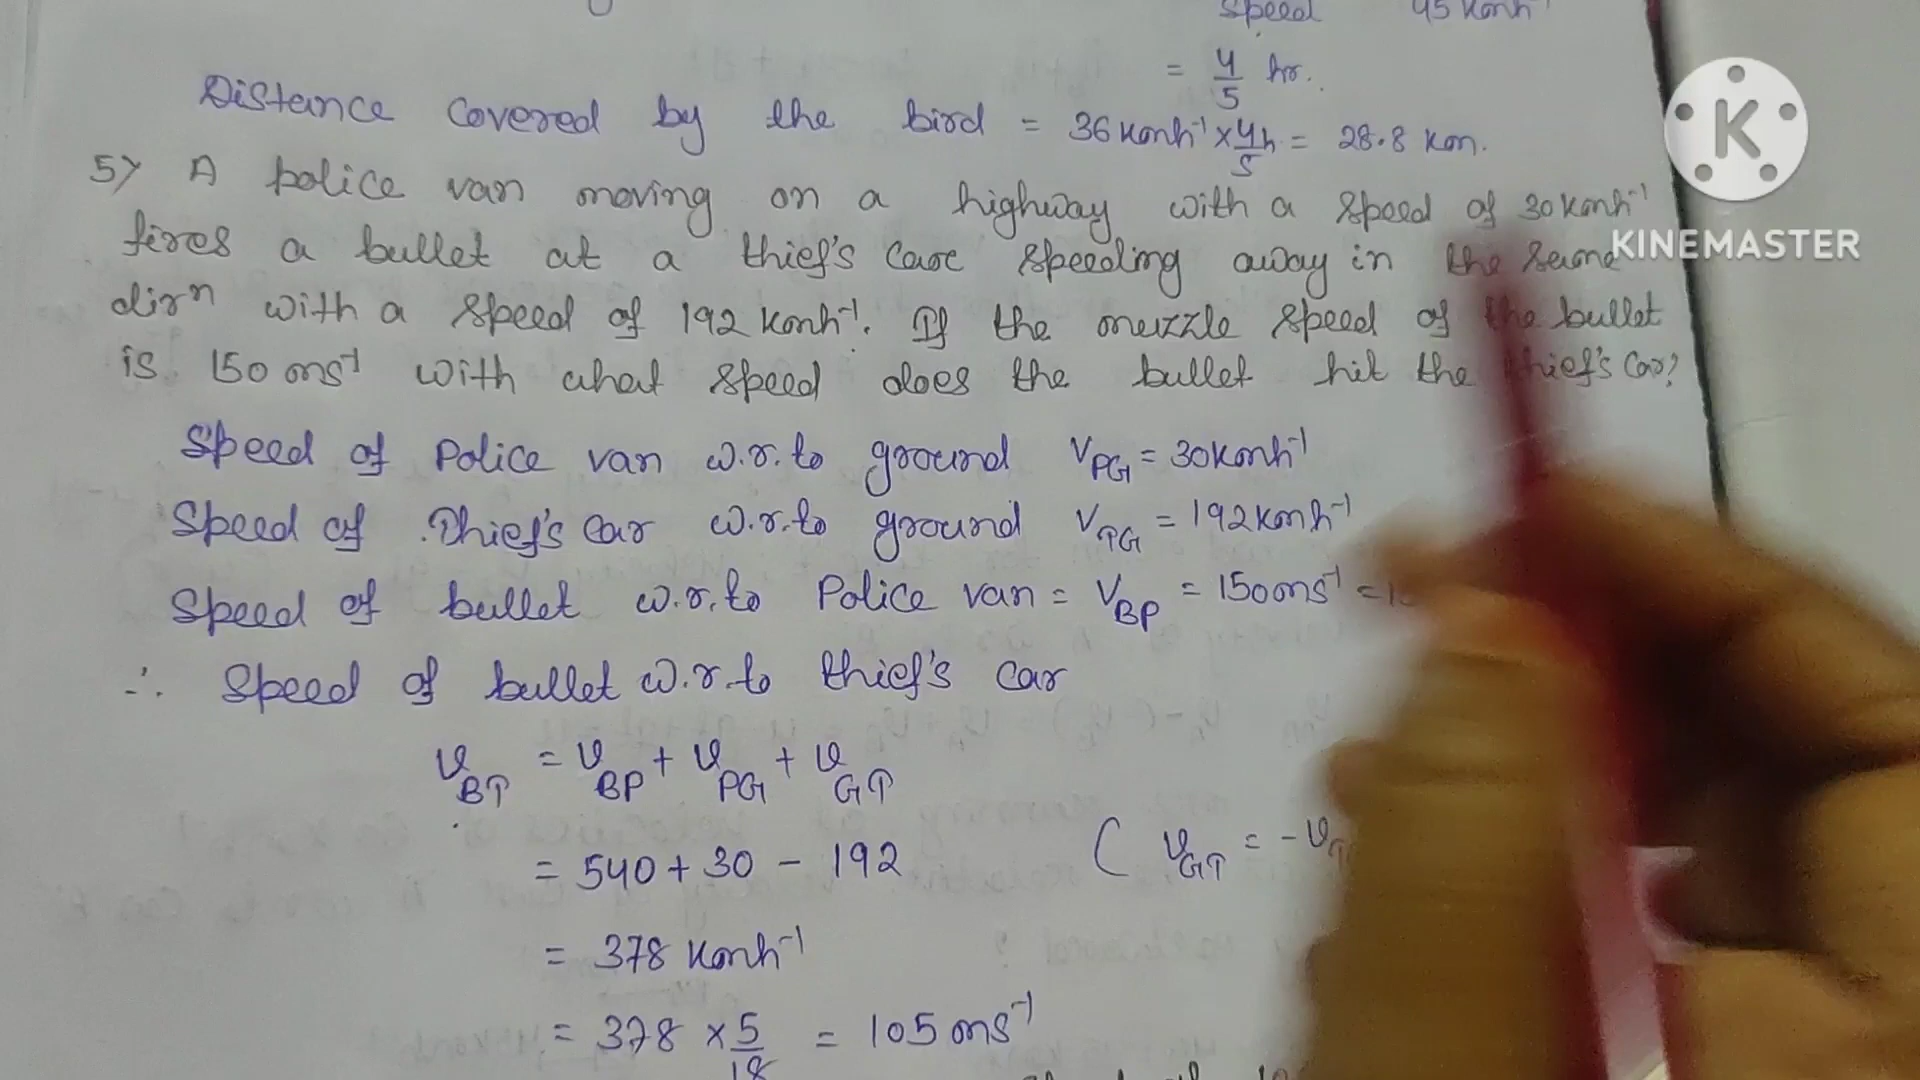 speed 45 Kmh⁻¹
= 4/5 hr.
Distance covered by the bird = 36 Kmh⁻¹ × 4/5 h = 28.8 Km.
5) A police van moving on a highway with a speed of 30 Kmh⁻¹
fires a bullet at a thief's car speeding away in the same
dirⁿ with a speed of 192 Kmh⁻¹. If the muzzle speed of the bullet
is 150 ms⁻¹ with what speed does the bullet hit the thief's car?
Speed of Police van w.r.to ground V_PG = 30 Kmh⁻¹
Speed of Thief's car w.r.to ground V_TG = 192 Kmh⁻¹
Speed of bullet w.r.to Police van = V_BP = 150 ms⁻¹ =
∴ Speed of bullet w.r.to thief's car
v_BT = v_BP + v_PG + v_GT
= 540 + 30 - 192 ( v_GT = -v
= 378 Kmh⁻¹
= 378 × 5/18 = 105 ms⁻¹
KINEMASTER